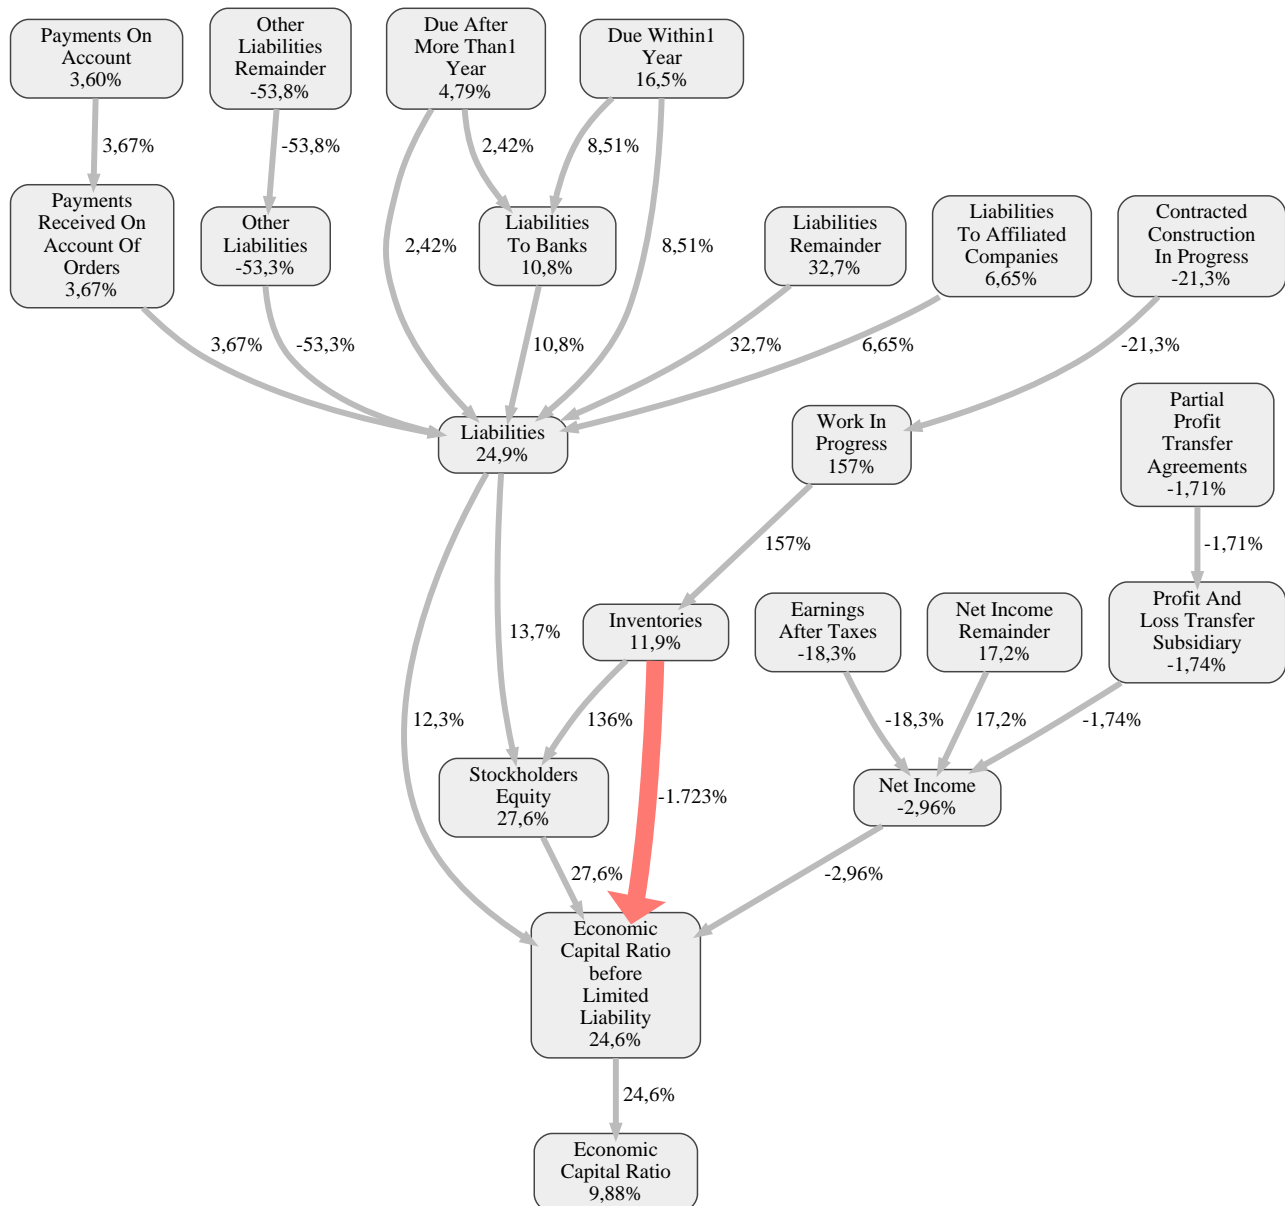 Payments On
Account
3,60%
Other
Liabilities
Remainder
-53,8%
Due After
More Than1
Year
4,79%
Due Within1
Year
16,5%
3,67%
-53,8%
2,42%
8,51%
Payments
Received On
Account Of
Orders
3,67%
Other
Liabilities
-53,3%
2,42%
Liabilities
To Banks
10,8%
8,51%
Liabilities
Remainder
32,7%
Liabilities
To Affiliated
Companies
6,65%
Contracted
Construction
In Progress
-21,3%
3,67%
-53,3%
10,8%
32,7%
6,65%
-21,3%
Liabilities
24,9%
Work In
Progress
157%
Partial
Profit
Transfer
Agreements
-1,71%
157%
-1,71%
13,7%
Inventories
11,9%
Earnings
After Taxes
-18,3%
Net Income
Remainder
17,2%
Profit And
Loss Transfer
Subsidiary
-1,74%
12,3%
136%
-18,3%
17,2%
-1,74%
Stockholders
Equity
27,6%
-1.723%
Net Income
-2,96%
27,6%
-2,96%
Economic
Capital Ratio
before
Limited
Liability
24,6%
24,6%
Economic
Capital Ratio
9,88%